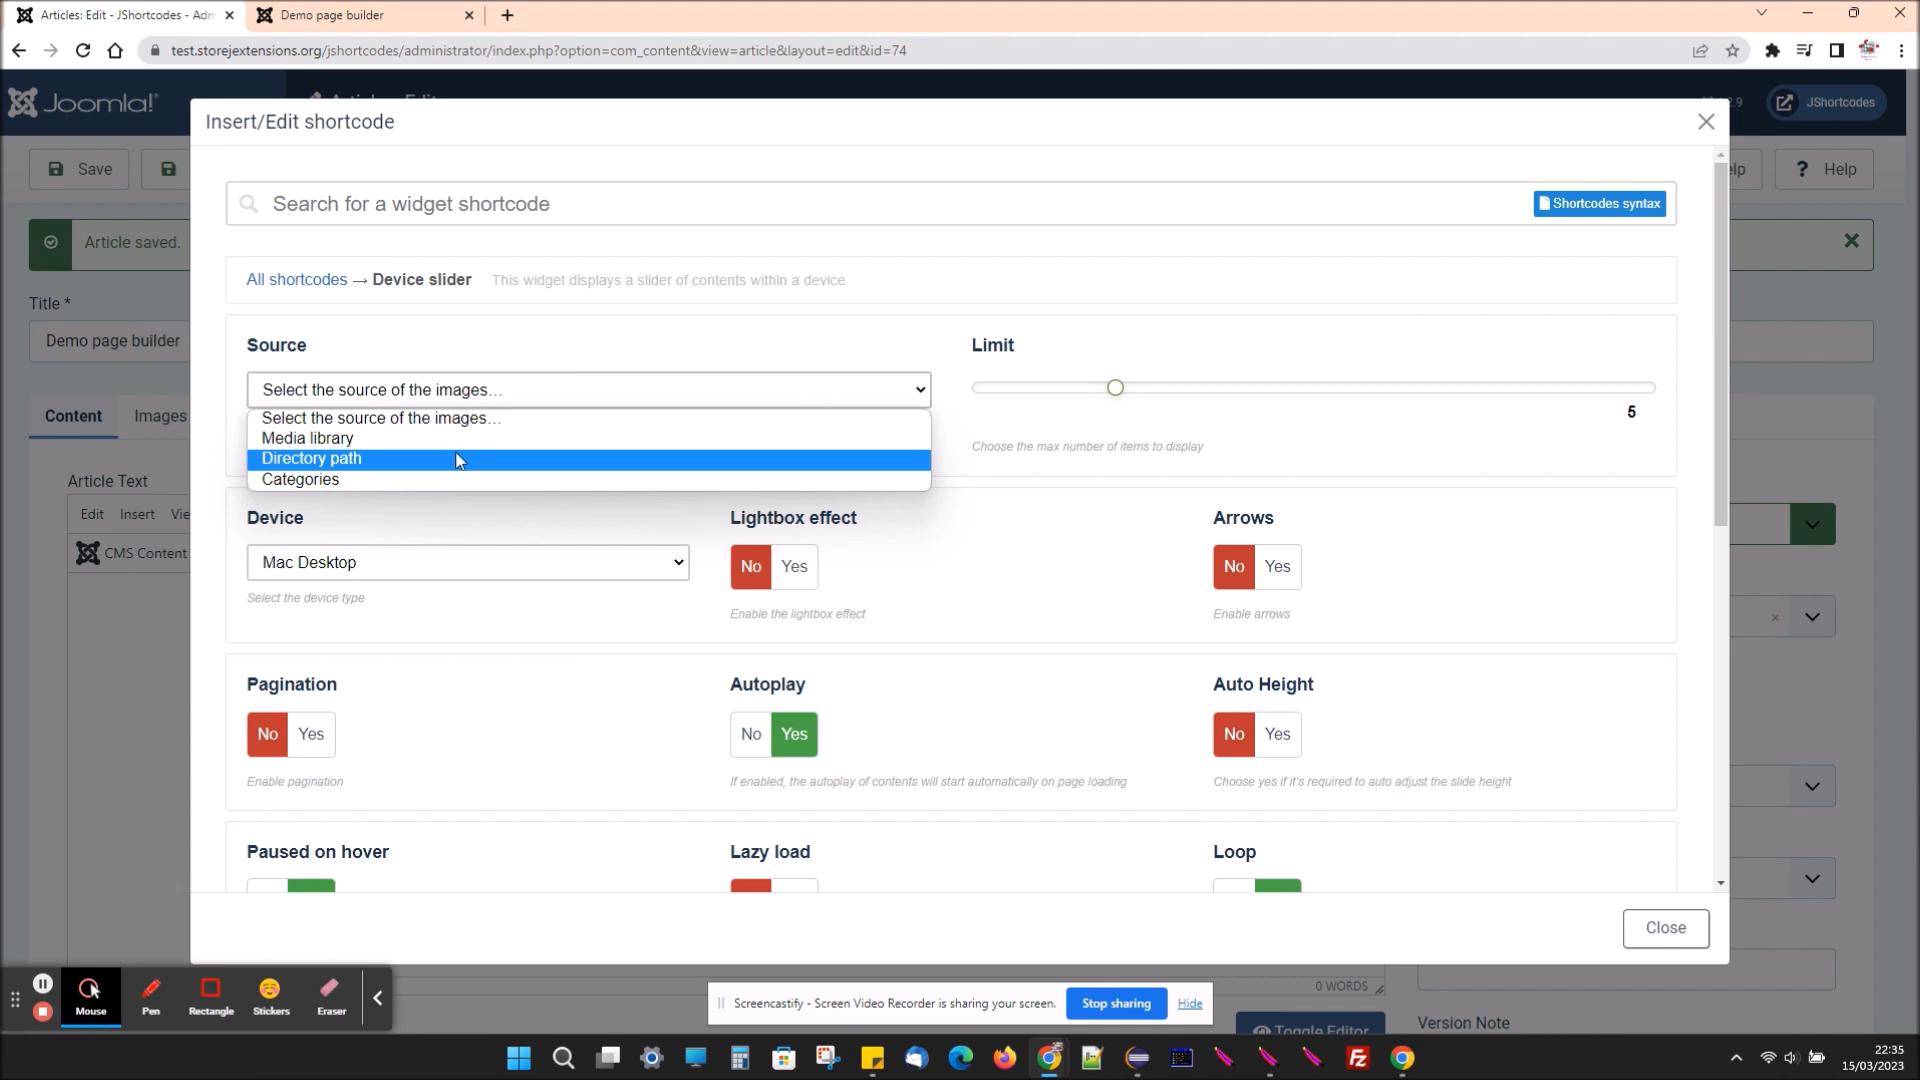 Articles: Edit - JShortcodes - Adm
Demo page builder
test.storejextensions.org/jshortcodes/administrator/index.php?option=com_content&view=article&layout=edit&id=74
Joomla!
JShortcodes
Insert/Edit shortcode
Save
Help
Search for a widget shortcode
Shortcodes syntax
Article saved.
All shortcodes → Device slider This widget displays a slider of contents within a device
Title *
Demo page builder
Source
Limit
Select the source of the images...
Select the source of the images...
Media library
Directory path
Categories
5
Choose the max number of items to display
Content
Images
Article Text
Edit Insert
CMS Content
Device
Mac Desktop
Select the device type
Lightbox effect
No Yes
Enable the lightbox effect
Arrows
No Yes
Enable arrows
Pagination
No Yes
Enable pagination
Autoplay
No Yes
If enabled, the autoplay of contents will start automatically on page loading
Auto Height
No Yes
Choose yes if it's required to auto adjust the slide height
Paused on hover
Lazy load
Loop
Close
0 WORDS
Mouse
Pen
Rectangle
Stickers
Eraser
Screencastify - Screen Video Recorder is sharing your screen.
Stop sharing
Hide
Toggle Editor
Version Note
22:35
15/03/2023